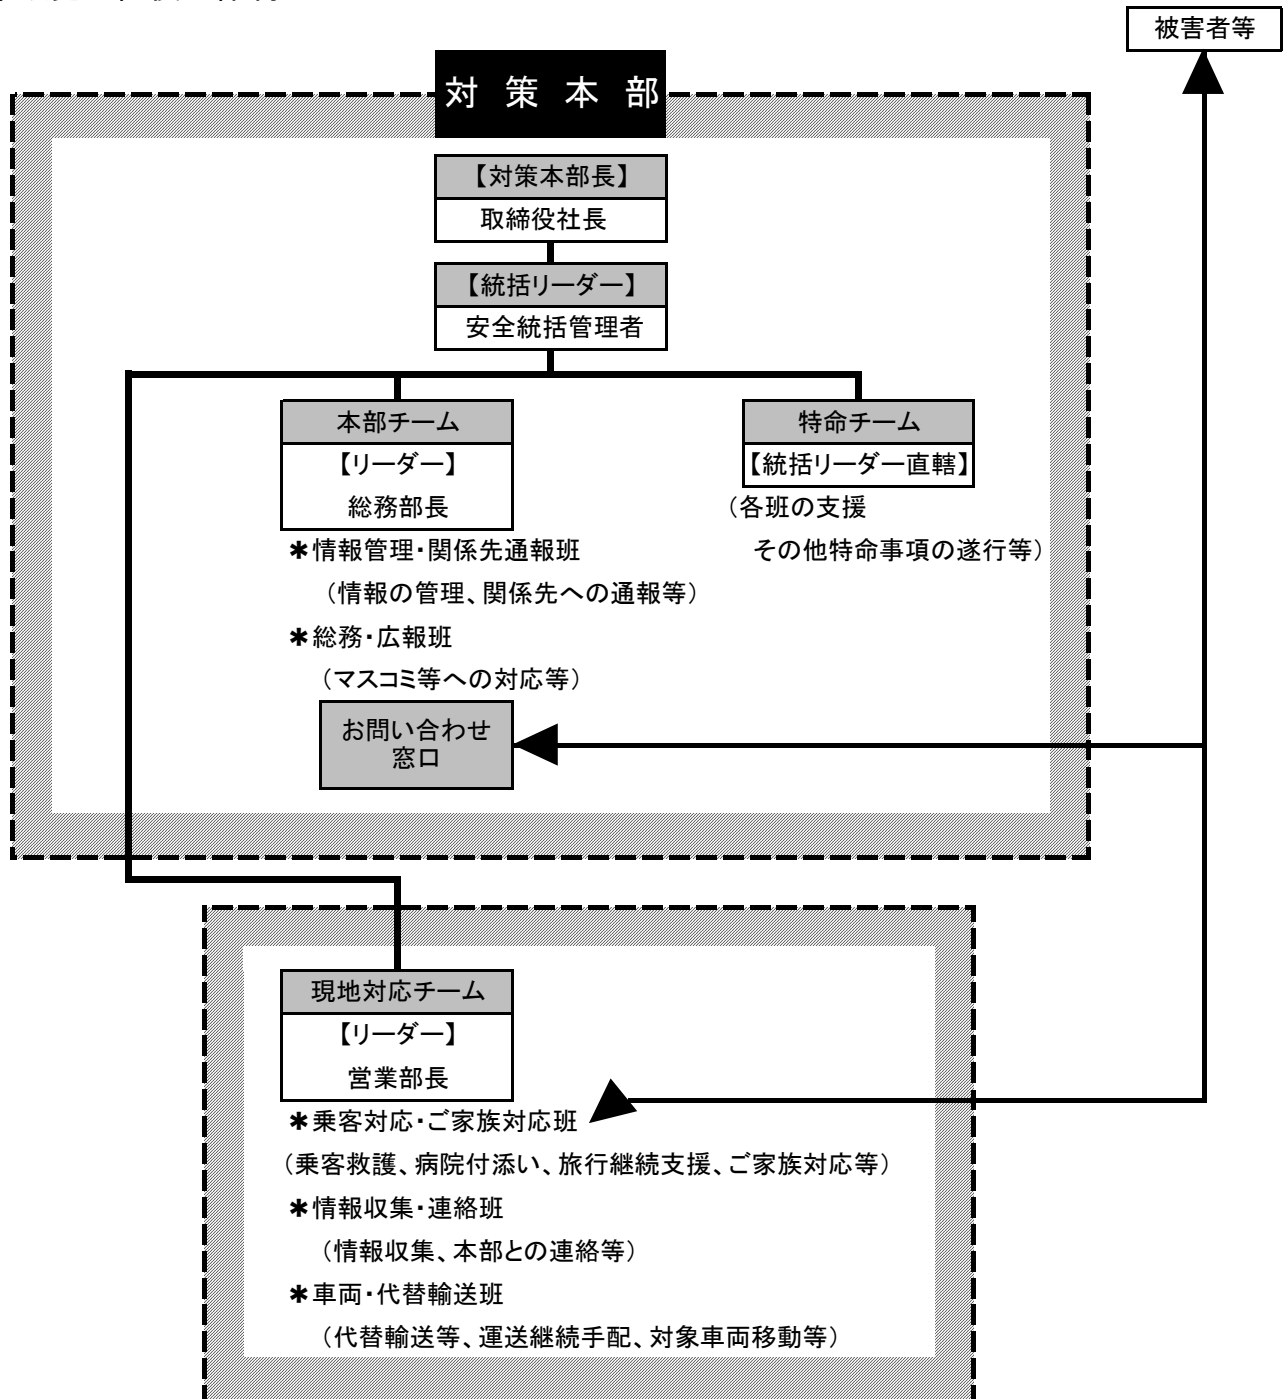 被害者等
対策本部
【対策本部長】
取締役社長
【統括リーダー】
安全統括管理者
本部チーム
【リーダー】
総務部長
＊情報管理・関係先通報班
（情報の管理、関係先への通報等）
＊総務・広報班
（マスコミ等への対応等）
お問い合わせ
窓口
特命チーム
【統括リーダー直轄】
（各班の支援
その他特命事項の遂行等）
現地対応チーム
【リーダー】
営業部長
＊乗客対応・ご家族対応班
（乗客救護、病院付添い、旅行継続支援、ご家族対応等）
＊情報収集・連絡班
（情報収集、本部との連絡等）
＊車両・代替輸送班
（代替輸送等、運送継続手配、対象車両移動等）